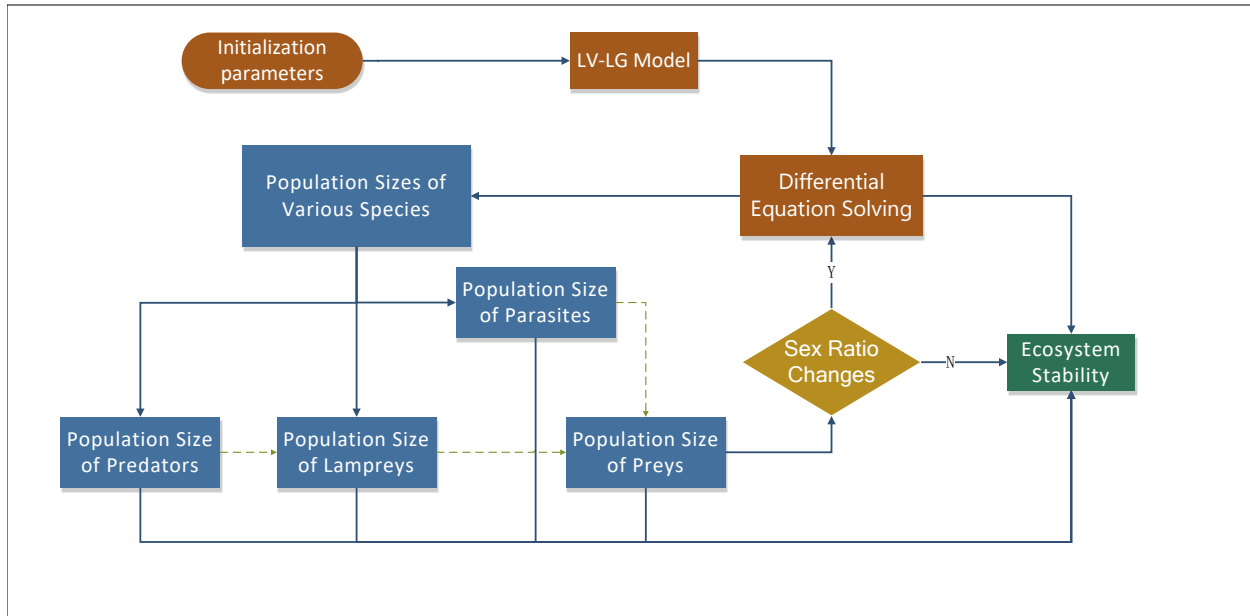 Initialization
parameters
LV-LG Model
Population Sizes of
Various Species
Differential
Equation Solving
Y
Population Size
of Parasites
Sex Ratio
Changes
N
Ecosystem
Stability
Population Size
of Predators
Population Size
of Lampreys
Population Size
of Preys